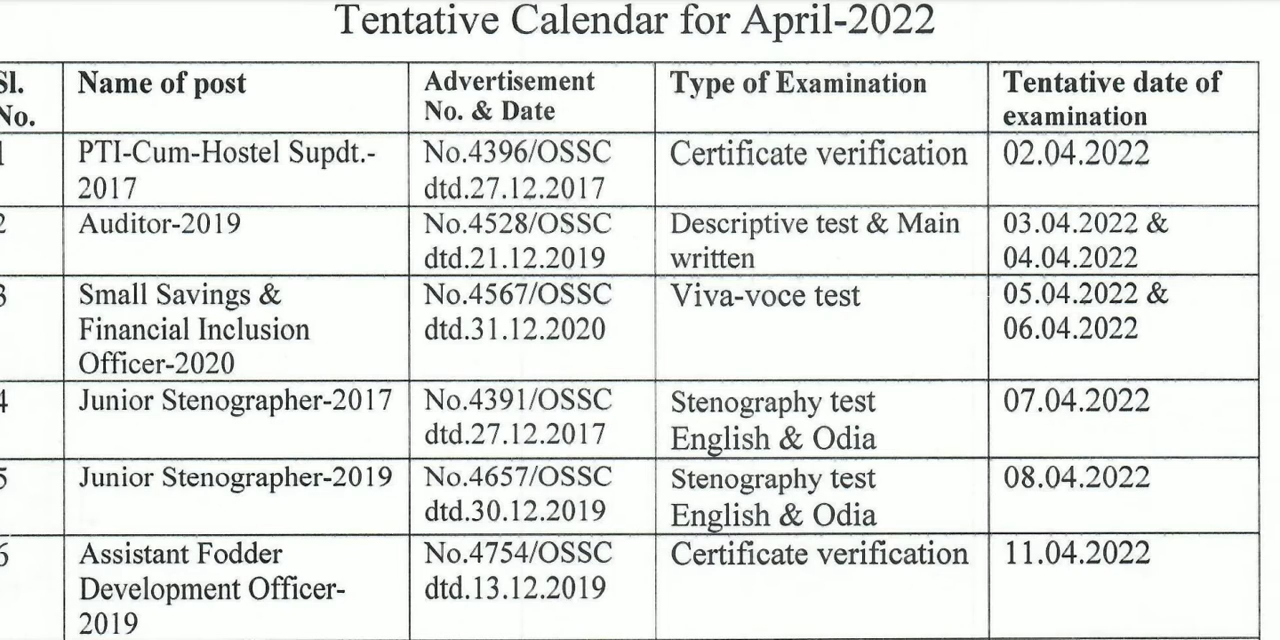 Tentative Calendar for April-2022
Sl. No. Name of post Advertisement No. & Date Type of Examination Tentative date of examination
1 PTI-Cum-Hostel Supdt.- No.4396/OSSC Certificate verification 02.04.2022
2017 dtd.27.12.2017
2 Auditor-2019 No.4528/OSSC Descriptive test & Main 03.04.2022 &
dtd.21.12.2019 written 04.04.2022
3 Small Savings & No.4567/OSSC Viva-voce test 05.04.2022 &
Financial Inclusion dtd.31.12.2020 06.04.2022
Officer-2020
4 Junior Stenographer-2017 No.4391/OSSC Stenography test 07.04.2022
dtd.27.12.2017 English & Odia
5 Junior Stenographer-2019 No.4657/OSSC Stenography test 08.04.2022
dtd.30.12.2019 English & Odia
6 Assistant Fodder No.4754/OSSC Certificate verification 11.04.2022
Development Officer- dtd.13.12.2019
2019